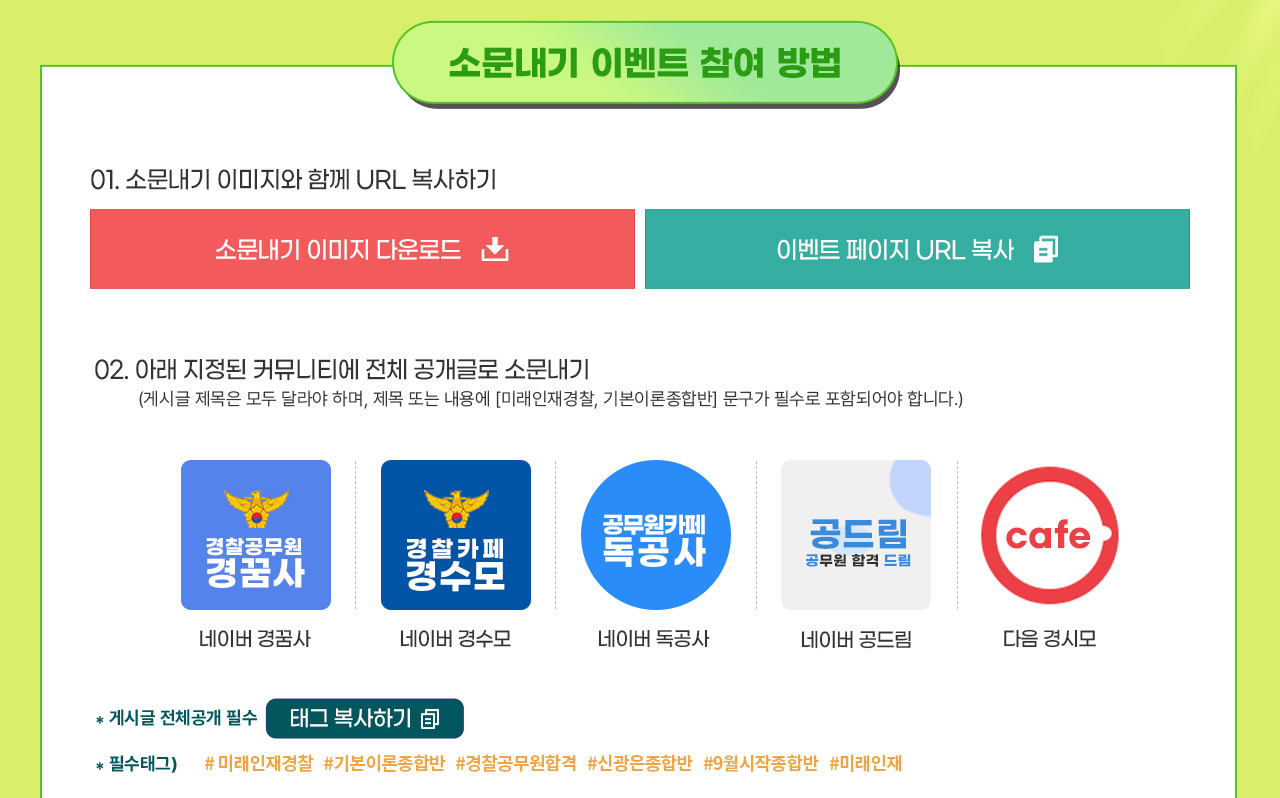 소문내기 이벤트 참여 방법
01. 소문내기 이미지와 함께 URL 복사하기
소문내기 이미지 다운로드
이벤트 페이지 URL 복사
02. 아래 지정된 커뮤니티에 전체 공개글로 소문내기
(게시글 제목은 모두 달라야 하며, 제목 또는 내용에 [미래인재경찰, 기본이론종합반] 문구가 필수로 포함되어야 합니다.)
경찰공무원
경꿈사
네이버 경꿈사
경찰카페
경수모
네이버 경수모
공무원카페
독공사
네이버 독공사
공드림
공무원 합격 드림
네이버 공드림
cafe
다음 경시모
* 게시글 전체공개 필수
태그 복사하기
* 필수태그) # 미래인재경찰 #기본이론종합반 #경찰공무원합격 #신광은종합반 #9월시작종합반 #미래인재